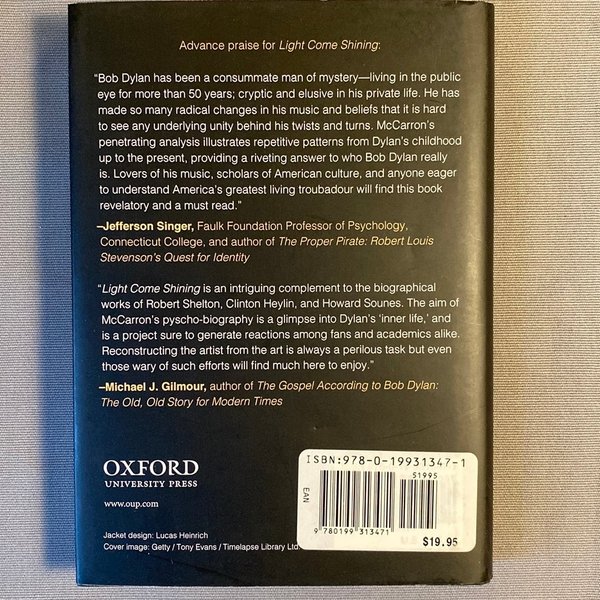 Advance praise for Light Come Shining:
“Bob Dylan has been a consummate man of mystery—living in the public
eye for more than 50 years; cryptic and elusive in his private life. He has
made so many radical changes in his music and beliefs that it is hard
to see any underlying unity behind his twists and turns. McCarron's
penetrating analysis illustrates repetitive patterns from Dylan's childhood
up to the present, providing a riveting answer to who Bob Dylan really
is. Lovers of his music, scholars of American culture, and anyone eager
to understand America's greatest living troubadour will find this book
revelatory and a must read.”
–Jefferson Singer, Faulk Foundation Professor of Psychology,
Connecticut College, and author of The Proper Pirate: Robert Louis
Stevenson's Quest for Identity
“Light Come Shining is an intriguing complement to the biographical
works of Robert Shelton, Clinton Heylin, and Howard Sounes. The aim of
McCarron's pyscho-biography is a glimpse into Dylan's ‘inner life,’ and
is a project sure to generate reactions among fans and academics alike.
Reconstructing the artist from the art is always a perilous task but even
those wary of such efforts will find much here to enjoy.”
–Michael J. Gilmour, author of The Gospel According to Bob Dylan:
The Old, Old Story for Modern Times
OXFORD
UNIVERSITY PRESS
www.oup.com
Jacket design: Lucas Heinrich
Cover image: Getty / Tony Evans / Timelapse Library Ltd.
ISBN:978-0-19931347-1
51995
EAN
9 780199 313471
$19.95